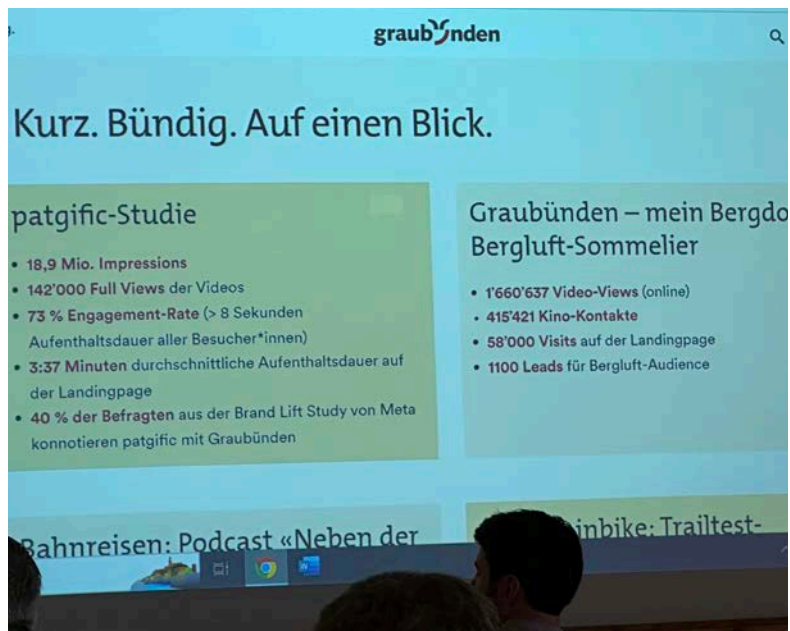 graubünden
Kurz. Bündig. Auf einen Blick.
patgific-Studie
• 18,9 Mio. Impressions
• 142'000 Full Views der Videos
• 73 % Engagement-Rate (> 8 Sekunden
Aufenthaltsdauer aller Besucher*innen)
• 3:37 Minuten durchschnittliche Aufenthaltsdauer auf
der Landingpage
• 40 % der Befragten aus der Brand Lift Study von Meta
konnotieren patgific mit Graubünden
Graubünden – mein Bergdo
Bergluft-Sommelier
• 1'660'637 Video-Views (online)
• 415'421 Kino-Kontakte
• 58'000 Visits auf der Landingpage
• 1100 Leads für Bergluft-Audience
Bahnreisen: Podcast «Neben der
inbike: Trailtest-